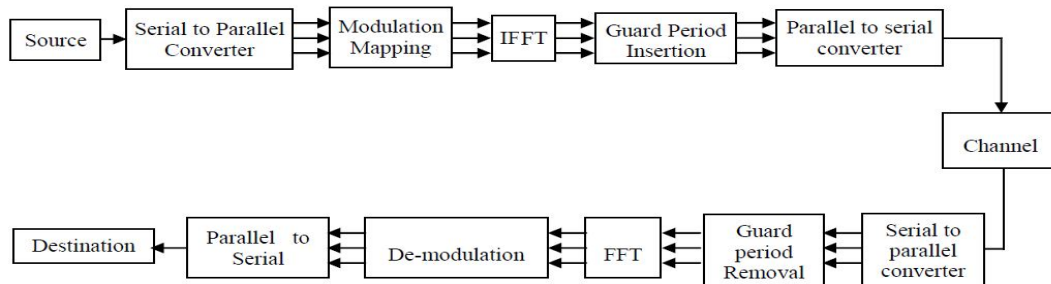 Source
Serial to Parallel
Converter
Modulation
Mapping
IFFT
Guard Period
Insertion
Parallel to serial
converter
Channel
Destination
Parallel to
Serial
De-modulation
FFT
Guard
period
Removal
Serial to
parallel
converter